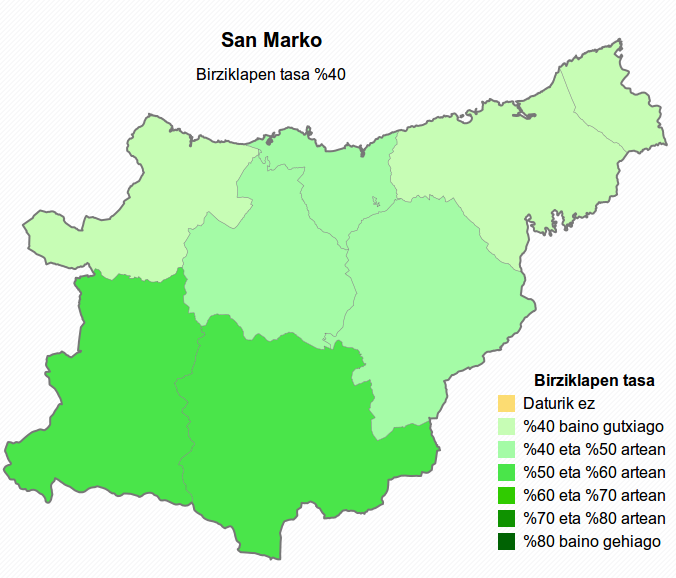 San Marko
Birziklapen tasa %40
Birziklapen tasa
Daturik ez
%40 baino gutxiago
%40 eta %50 artean
%50 eta %60 artean
%60 eta %70 artean
%70 eta %80 artean
%80 baino gehiago